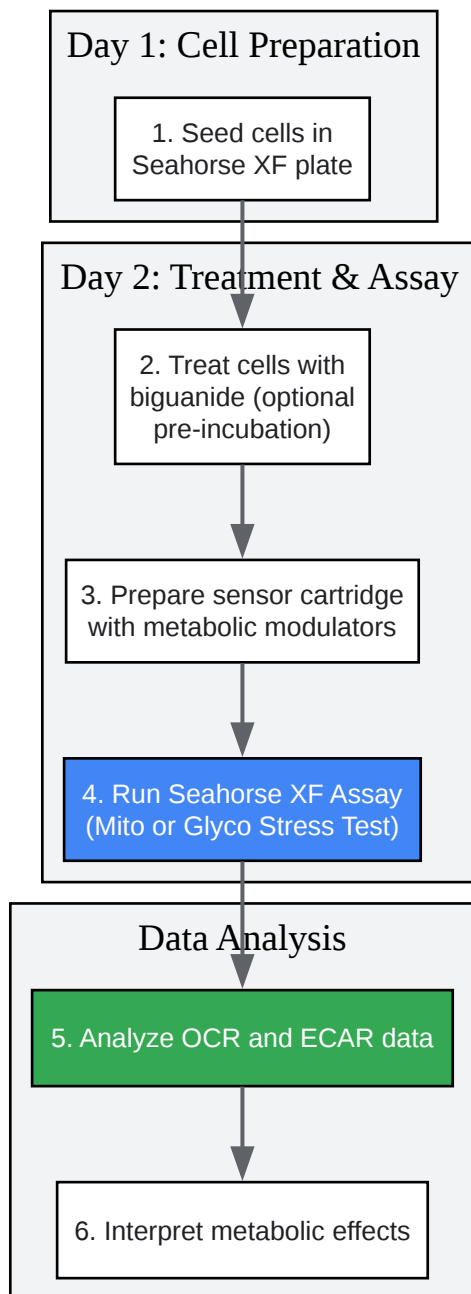 Day 1: Cell Preparation
1. Seed cells in
Seahorse XF plate
Day 2: Treatment & Assay
2. Treat cells with
biguanide (optional
pre-incubation)
3. Prepare sensor cartridge
with metabolic modulators
4. Run Seahorse XF Assay
(Mito or Glyco Stress Test)
Data Analysis
5. Analyze OCR and ECAR data
6. Interpret metabolic effects